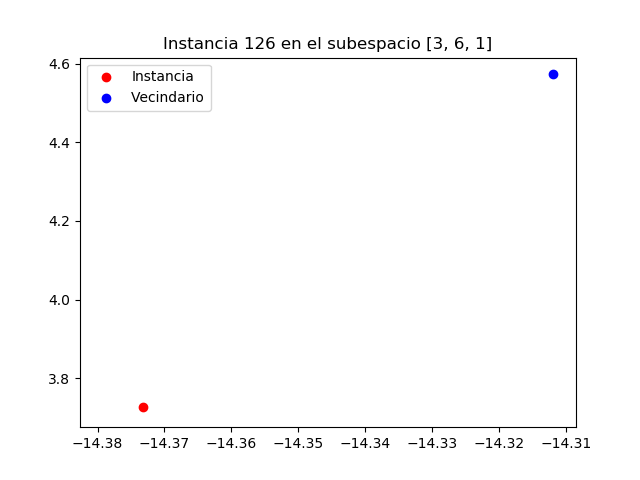 Instancia 126 en el subespacio [3, 6, 1]
Instancia
Vecindario
4.6
4.4
4.2
4.0
3.8
−14.38 −14.37 −14.36 −14.35 −14.34 −14.33 −14.32 −14.31